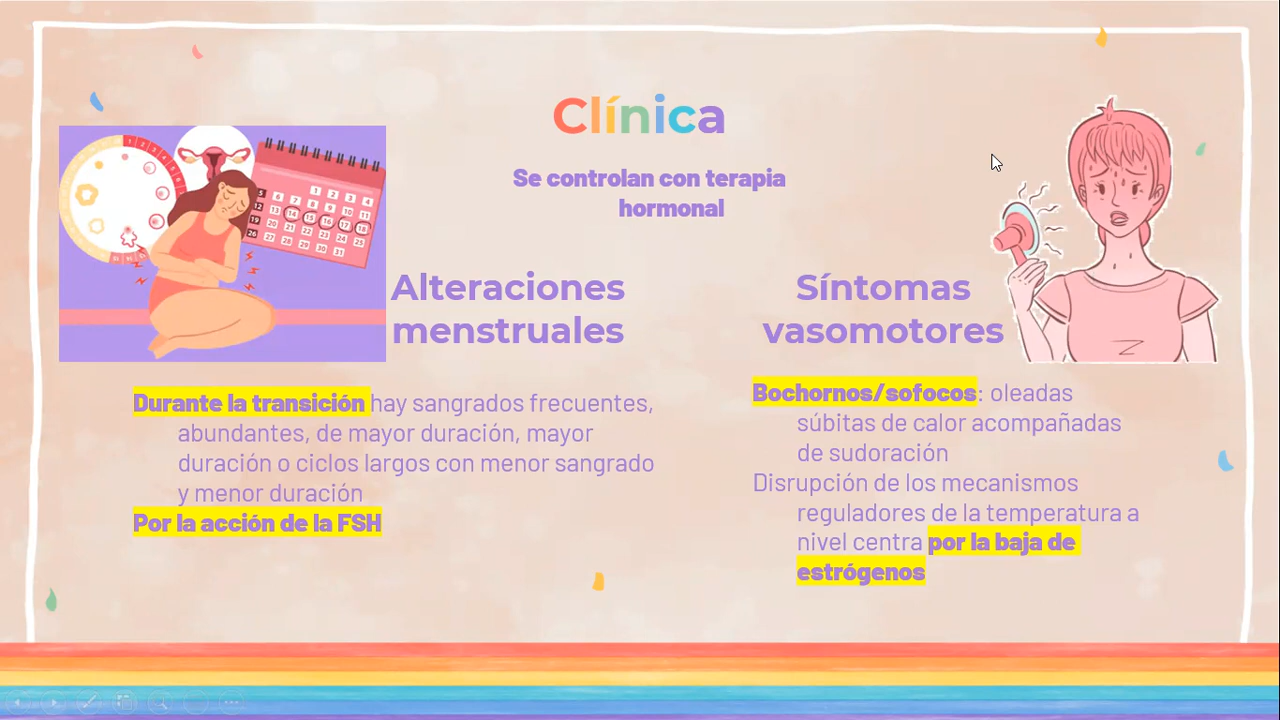 Clínica
Se controlan con terapia
hormonal
Alteraciones
menstruales
Durante la transición hay sangrados frecuentes,
abundantes, de mayor duración, mayor
duración o ciclos largos con menor sangrado
y menor duración
Por la acción de la FSH
Síntomas
vasomotores
Bochornos/sofocos: oleadas
súbitas de calor acompañadas
de sudoración
Disrupción de los mecanismos
reguladores de la temperatura a
nivel centra por la baja de
estrógenos